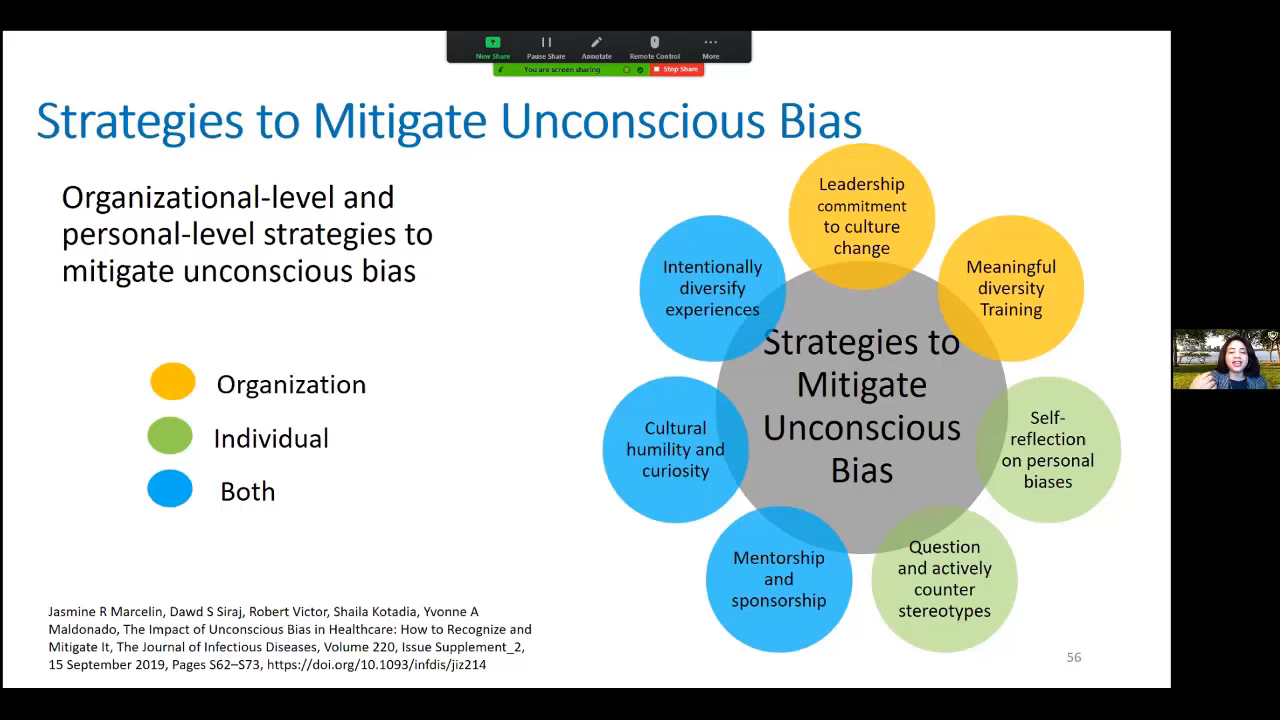 New Share
Pause Share
Annotate
Remote Control
More
You are screen sharing
Stop Share
Strategies to Mitigate Unconscious Bias
Organizational-level and
personal-level strategies to
mitigate unconscious bias
Organization
Individual
Both
Leadership
commitment
to culture
change
Meaningful
diversity
Training
Self-
reflection
on personal
biases
Question
and actively
counter
stereotypes
Mentorship
and
sponsorship
Cultural
humility and
curiosity
Intentionally
diversify
experiences
Strategies to
Mitigate
Unconscious
Bias
Jasmine R Marcelin, Dawd S Siraj, Robert Victor, Shaila Kotadia, Yvonne A
Maldonado, The Impact of Unconscious Bias in Healthcare: How to Recognize and
Mitigate It, The Journal of Infectious Diseases, Volume 220, Issue Supplement_2,
15 September 2019, Pages S62–S73, https://doi.org/10.1093/infdis/jiz214
56